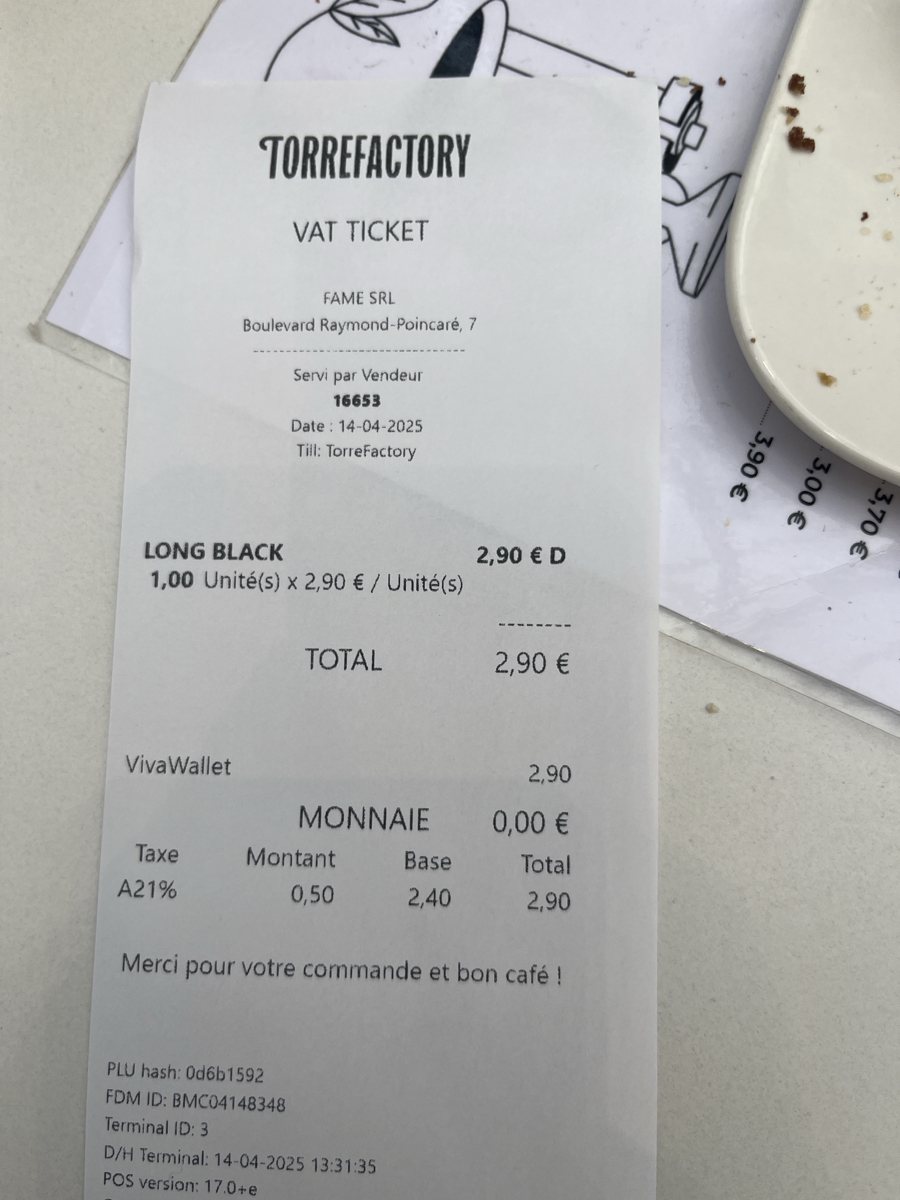 TORREFACTORY
VAT TICKET
FAME SRL
Boulevard Raymond-Poincaré, 7
--------------------------------
Servi par Vendeur
16653
Date : 14-04-2025
Till: TorreFactory
LONG BLACK 2,90 € D
1,00 Unité(s) x 2,90 € / Unité(s)
--------
TOTAL 2,90 €
VivaWallet 2,90
MONNAIE 0,00 €
Taxe Montant Base Total
A21% 0,50 2,40 2,90
Merci pour votre commande et bon café !
PLU hash: 0d6b1592
FDM ID: BMC04148348
Terminal ID: 3
D/H Terminal: 14-04-2025 13:31:35
POS version: 17.0+e
3,90 €
3,00 €
3,70 €